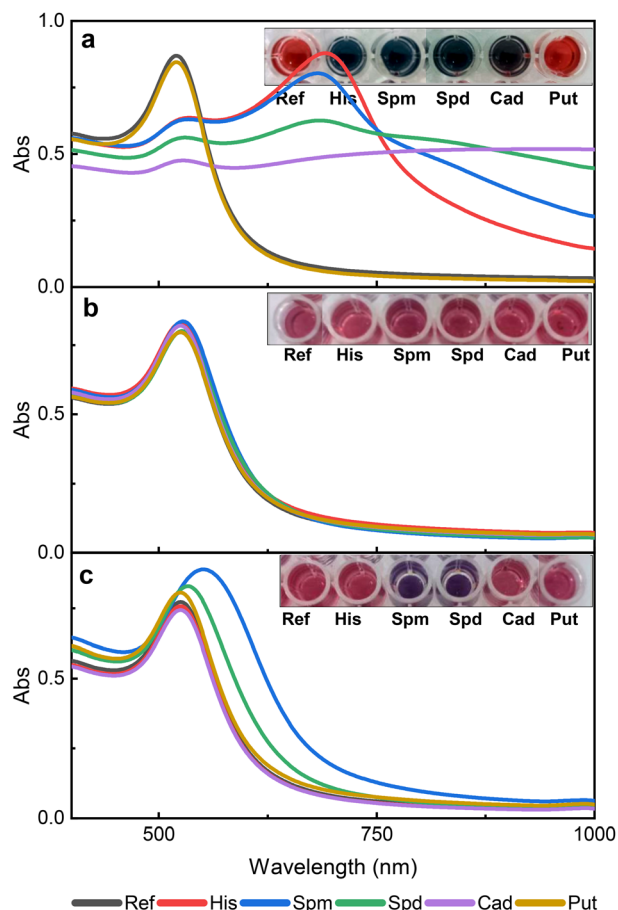 1.0
a
Ref His Spm Spd Cad Put
Abs
0.5
0.0
b
Ref His Spm Spd Cad Put
Abs
0.5
0.0
c
Ref His Spm Spd Cad Put
Abs
0.5
0.0
500 750 1000
Wavelength (nm)
Ref His Spm Spd Cad Put